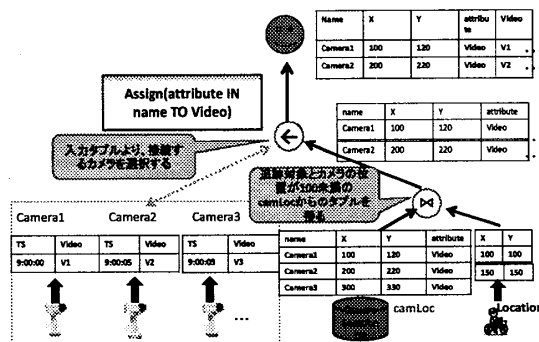 Name X Y attribu te Video
Camera1 100 120 Video V1
Camera2 200 220 Video V2
Assign(attribute IN name TO Video)
name X Y attribute
Camera1 100 120 Video
Camera2 200 220 Video
入力タプルより、接続するカメラを選択する
追跡対象とカメラの位置が100未満のcamLocからのタプルを得る
Camera1 Camera2 Camera3
TS Video TS Video TS Video
9:00:00 V1 9:00:05 V2 9:00:03 V3
...
name X Y attribute
Camera1 100 120 Video
Camera2 200 220 Video
Camera3 300 330 Video
X Y
100 100
150 150
camLoc
Location